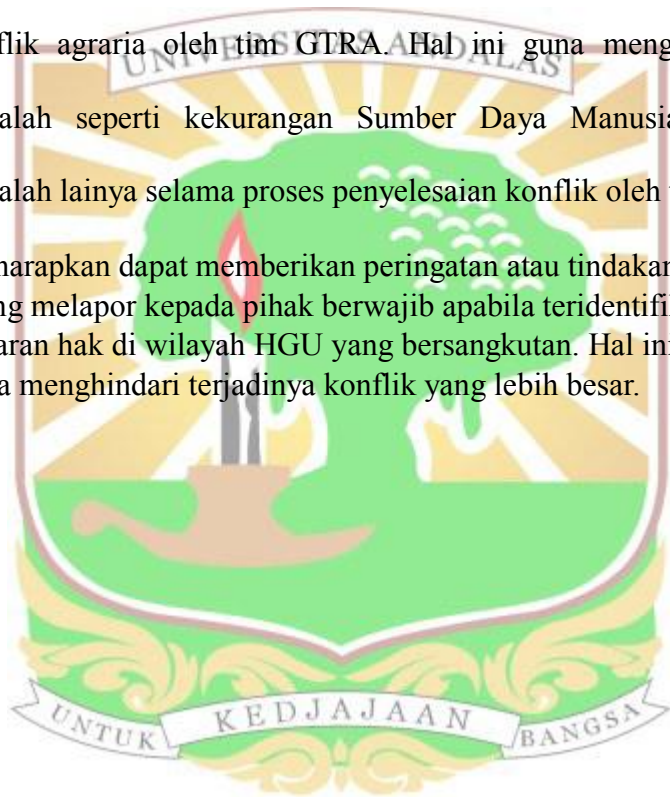 flik agraria oleh tim GTRA. Hal ini guna meng
UNIVERSITAS ANDALAS
alah seperti kekurangan Sumber Daya Manusia
alah lainya selama proses penyelesaian konflik oleh
harapkan dapat memberikan peringatan atau tindakan
ng melapor kepada pihak berwajib apabila teridentifi
aran hak di wilayah HGU yang bersangkutan. Hal ini
a menghindari terjadinya konflik yang lebih besar.
UNTUK KEDJAJAAN BANGSA